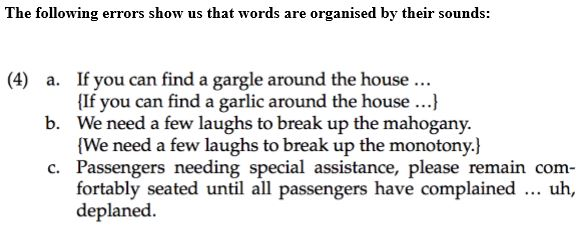 The following errors show us that words are organised by their sounds:
(4) a. If you can find a gargle around the house ...
{If you can find a garlic around the house ...}
b. We need a few laughs to break up the mahogany.
{We need a few laughs to break up the monotony.}
c. Passengers needing special assistance, please remain com-
fortably seated until all passengers have complained ... uh,
deplaned.